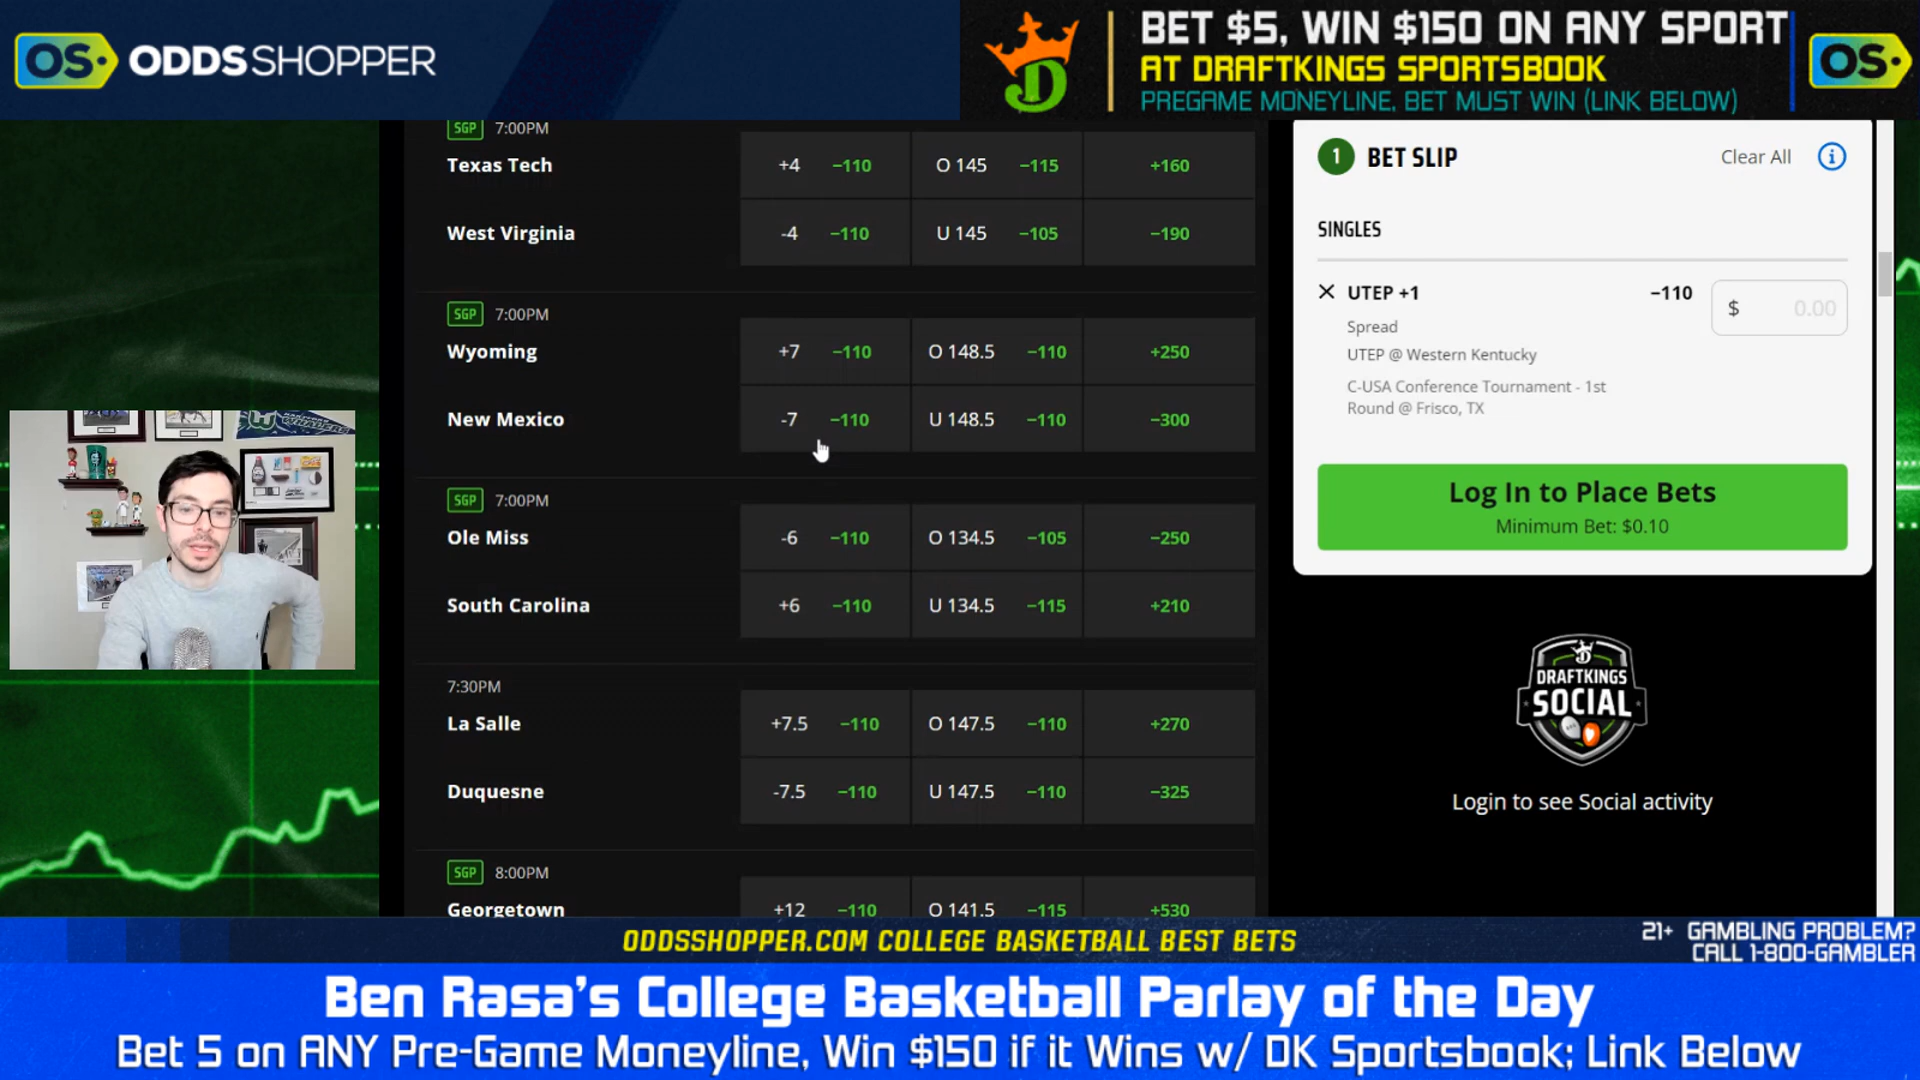 OS. ODDSSHOPPER
BET $5, WIN $150 ON ANY SPORT
AT DRAFTKINGS SPORTSBOOK
PREGAME MONEYLINE, BET MUST WIN (LINK BELOW)
OS.
SGP 7:00PM
Texas Tech +4 −110 O 145 −115 +160
West Virginia -4 −110 U 145 −105 −190
SGP 7:00PM
Wyoming +7 −110 O 148.5 −110 +250
New Mexico -7 −110 U 148.5 −110 −300
SGP 7:00PM
Ole Miss -6 −110 O 134.5 −105 −250
South Carolina +6 −110 U 134.5 −115 +210
7:30PM
La Salle +7.5 −110 O 147.5 −110 +270
Duquesne -7.5 −110 U 147.5 −110 −325
SGP 8:00PM
Georgetown +12 −110 O 141.5 −115 +530
1 BET SLIP Clear All i
SINGLES
UTEP +1 −110 $ 0.00
Spread
UTEP @ Western Kentucky
C-USA Conference Tournament - 1st
Round @ Frisco, TX
Log In to Place Bets
Minimum Bet: $0.10
DRAFTKINGS
SOCIAL
Login to see Social activity
ODDSSHOPPER.COM COLLEGE BASKETBALL BEST BETS
21+ GAMBLING PROBLEM?
CALL 1-800-GAMBLER
Ben Rasa's College Basketball Parlay of the Day
Bet 5 on ANY Pre-Game Moneyline, Win $150 if it Wins w/ DK Sportsbook; Link Below